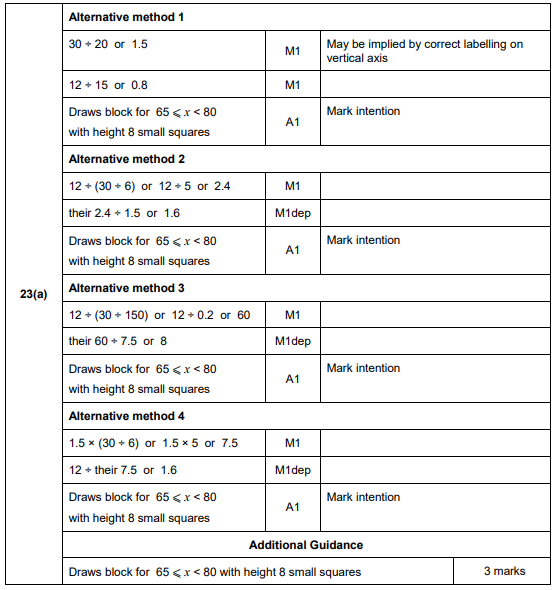 Alternative method 1
30 ÷ 20 or 1.5
M1
May be implied by correct labelling on
vertical axis
12 ÷ 15 or 0.8
M1
Draws block for 65 ⩽ x < 80
with height 8 small squares
A1
Mark intention
Alternative method 2
12 ÷ (30 ÷ 6) or 12 ÷ 5 or 2.4
M1
their 2.4 ÷ 1.5 or 1.6
M1dep
Draws block for 65 ⩽ x < 80
with height 8 small squares
A1
Mark intention
23(a)
Alternative method 3
12 ÷ (30 ÷ 150) or 12 ÷ 0.2 or 60
M1
their 60 ÷ 7.5 or 8
M1dep
Draws block for 65 ⩽ x < 80
with height 8 small squares
A1
Mark intention
Alternative method 4
1.5 × (30 ÷ 6) or 1.5 × 5 or 7.5
M1
12 ÷ their 7.5 or 1.6
M1dep
Draws block for 65 ⩽ x < 80
with height 8 small squares
A1
Mark intention
Additional Guidance
Draws block for 65 ⩽ x < 80 with height 8 small squares
3 marks